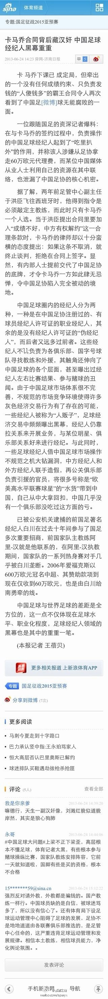 sina 体育频道
专题:国足征战2015亚预赛
卡马乔合同背后藏汉奸 中国足球
经纪人黑幕重重
2013-06-24 14:23 舜网-济南日报
5
卡 马乔下课已 成定局，但牵出
的一个没有任何成绩约束、只负责发
钱的“人傻钱多”的霸王合同令人再次
看到了中国足[微博]球无能腐败的一
面。
一位跟随国足的资深记者爆料：
在与卡马乔的签约过程中，负责操作
的中国足球经纪人起到了“吃里扒
外”的作用，并称该人涉嫌从足协拿
走60万欧元代理费，而某位中国媒体
从业人士利用自己的资源在其中联
络，也泄漏了中国足协的核心机密。
据了解，两年前足管中心副主任
于洪臣飞往西班牙时，他得到指令是
必须敲定主教练，而此时只有卡马乔
一个人选。当于洪臣提出合同里要加
入“成绩不好，中方有权解约”这一合
理条款时，卡马乔的律师却以十分蛮
横的态度提出：如果这条不取消，就
终止谈判，拒绝在合同上签字。显
然，有内部人士提前交代了中国足协
的底牌，才令卡马乔一方如此肆无忌
惮，令中国足协陷入完全被动的境
地。
中国足球圈内的经纪人分为两
种，一种是在中国足协注册过的、有
球员经纪人许可证的职业经纪人，其
余的是没有经纪人许可证的“伪经纪
人”，而后者又远多过前者。这些经
纪人不让负责为各俱乐部、国字号球
队寻找教练和外援，其触角还伸向了
中国足球的各个层面，甚至曝出过经
纪人左右比赛结果、参与赌球的丑
闻。由于中国足球市场体系很不完
善，不规范的市场竞争环境使得许多
灰色经济交易行为有了存在的可能，
一些经纪人被称为“人贩子”，足球经
济交易中频频曝出黑幕，经纪人仍靠
拉关系来开展业务，与某位明星、俱
乐部关系好来进行经纪。与此同时，
一些足球经纪人借中国足球市场操作
不规范之机大钻漏洞，中方经纪人和
外方经纪人联手造假，再公关俱乐部
负责引援的官员，将很多号称是“欧
美高水平联赛球星”的“水货”带到中
国，自己从中大拿回扣，中国几乎没
有一个俱乐部没吃过这方面的亏。
已被公安机关逮捕的前国足著名
经纪人白川在过去十年间参与了国足
多次重要招商，前国家队主教练阿
里-汉就是他联系的，在阿里-汉执教
期间，国家队的一系列热身赛对手几
乎被白川垄断。2006年爱福克斯以
600万欧元冠名中超、其赞助款项到
现在仅收到60万欧元，也是由白川给
南勇牵的线。
中国足球与世界足球的差距是全
方位的，这一点不仅体现在足球水
平、职业化程度，足球经纪人领域的
黑幕也是其中的重重一笔。
(本报记者 王蓓贝)
更多相关报道 上新浪体育APP
专题 国足征战2015亚预赛
分享到微博 (7次)
更多阅读
马刺今夏走到十字路口
巴力承认竖中指:王永珀骂家人
恒大高层否认巴里奥斯已解约
球迷排队买鞋遇劫拔枪杀抢匪
评论 (5人) 查看全部
我是你亲爹 2013-06-24 14:39:20
嘛德行，天生一副汉奸像，刘溅红貌似道貌
岸然，其实是狼心狗肺
永哥 2013-06-24 14:44:06
#中国足球大问题#上梁不正下梁歪，高层根
本不懂足球，体育记者太黑，有些根本参与
赌球操纵比赛，国家队教练安排阵容，它前
一天就知道啦，国脚有些是买的资格，根本
不合格
15*******59@sina.cn 2013-06-24 15:12:22
强烈反对请外教，外教都是骗钱的。国产教
练一样行。中国球员缺的是自信，被球迷骂
多了，所以没有信心了。还有体育局下设足
球运动管理中心阻碍了足球的发展，足协不
是地地道道由各联赛俱乐部推选的，是足管
中心任命的，这严重违背足球运动管理和发
展规律。相信本土教练，相信球员能力，净
化舆论氛围。。
发表评论
手机新浪网 导航